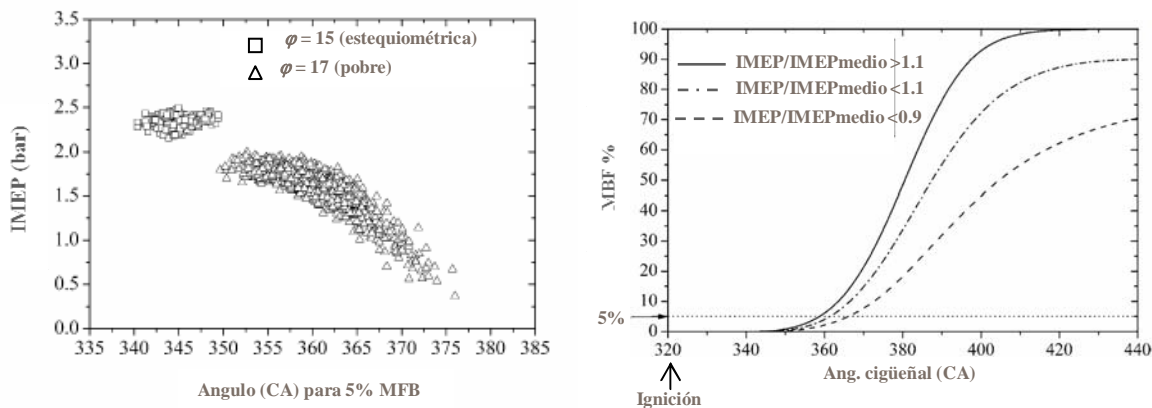 3.5
3.0
2.5
2.0
1.5
1.0
0.5
0.0
IMEP (bar)
φ = 15 (estequiométrica)
φ = 17 (pobre)
335 340 345 350 355 360 365 370 375 380 385
Angulo (CA) para 5% MFB
100
90
80
70
60
50
40
30
20
10
0
MBF %
5%
IMEP/IMEPmedio >1.1
IMEP/IMEPmedio <1.1
IMEP/IMEPmedio <0.9
320 340 360 380 400 420 440
Ang. cigüeñal (CA)
Ignición